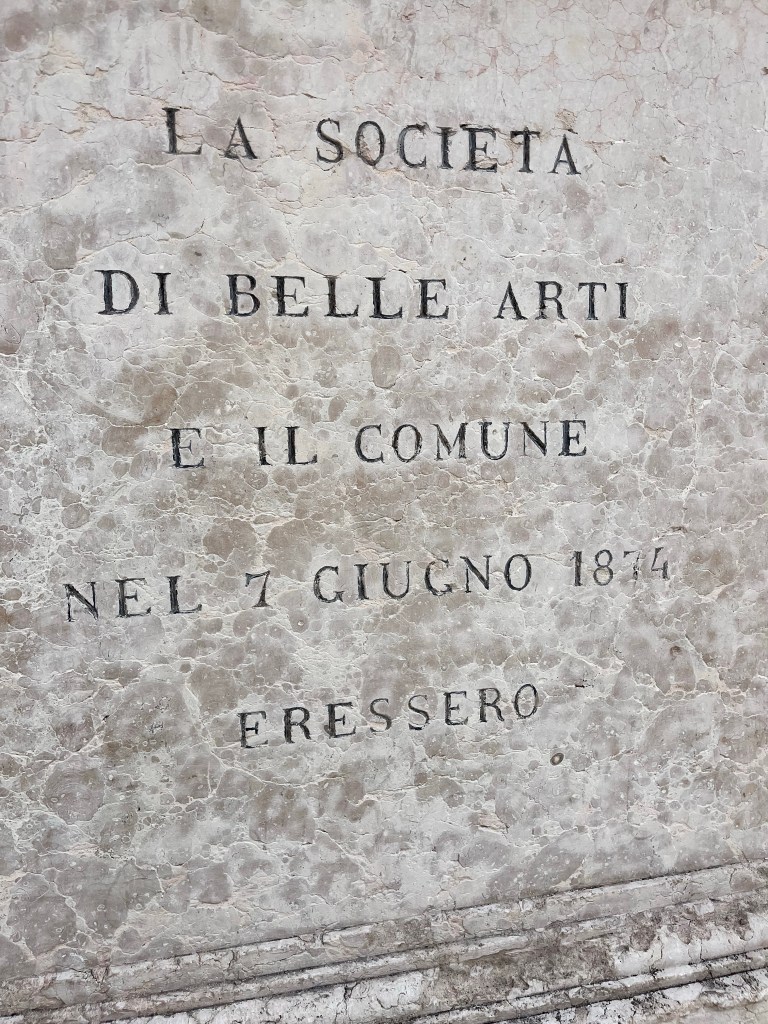 LA SOCIETÀ
DI BELLE ARTI
E IL COMUNE
NEL 7 GIUGNO 1874
ERESSERO